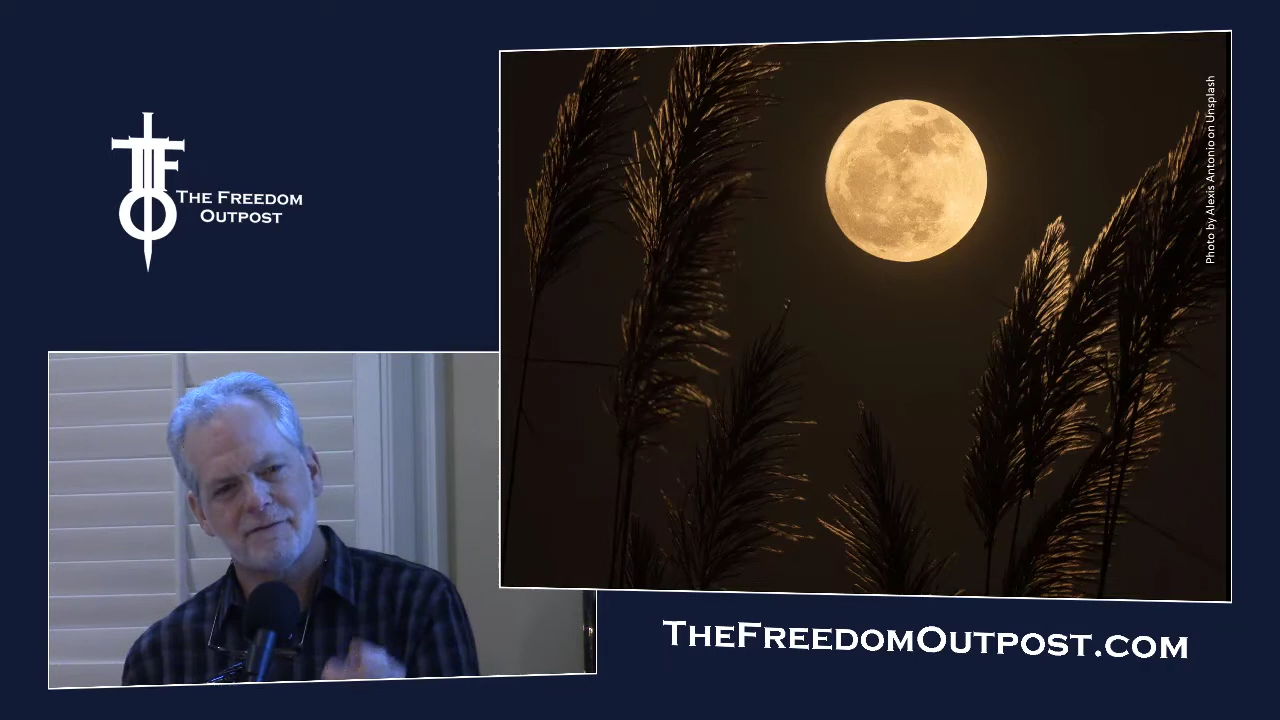 The Freedom
Outpost
Photo by Alexis Antonio on Unsplash
TheFreedomOutpost.com